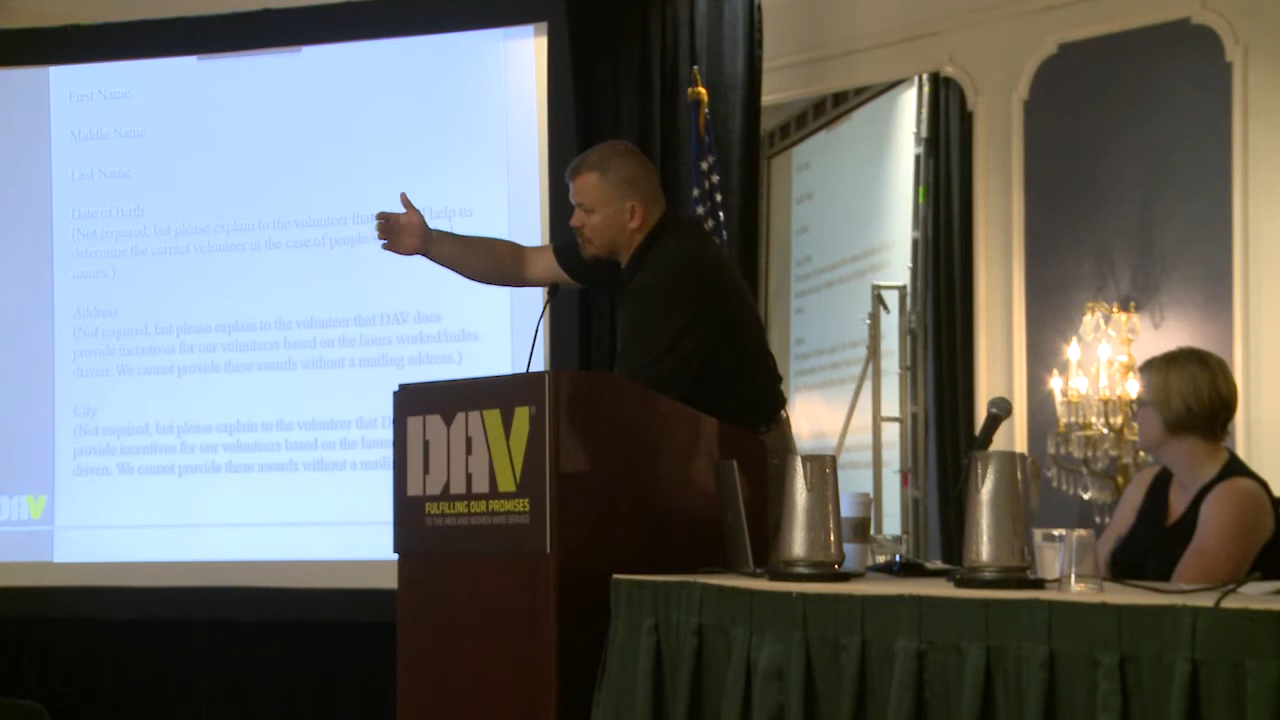 First Name
Middle Name
Last Name
Date of Birth
(Not required, but please explain to the volunteer that help us
determine the correct volunteer in the case of people
names.)
Address
(Not required, but please explain to the volunteer that DAV does
provide incentives for our volunteers based on the hours worked/miles
driven. We cannot provide these awards without a mailing address.)
City
(Not required, but please explain to the volunteer that D
provide incentives for our volunteers based on the hours
driven. We cannot provide these awards without a maili
DAV
DAV
FULFILLING OUR PROMISES
TO THE MEN AND WOMEN WHO SERVED